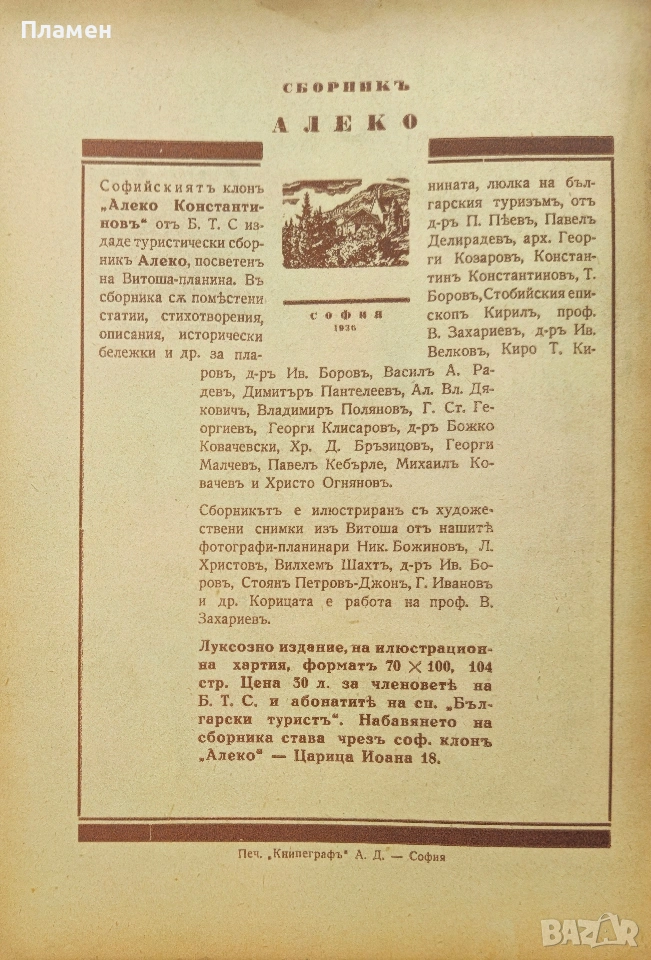 Пламен
СБОРНИКЪ
АЛЕКО
Софийскиятъ клонъ
„Алеко Константи-
новъ“ отъ Б. Т. С из-
даде туристически сбор-
никъ Алеко, посветенъ
на Витоша-планина. Въ
сборника сѫ помѣстени
статии, стихотворения,
описания, исторически
бележки и др. за пла-
СОФИЯ
1936
нината, люлка на бъл-
гарския туризъмъ, отъ
д-ръ П. Пѣевъ, Павелъ
Делирадевъ, арх. Геор-
ги Козаровъ, Констан-
тинъ Константиновъ, Т.
Боровъ, Стобийския епи-
скопъ Кирилъ, проф.
В. Захариевъ, д-ръ Ив.
Велковъ, Киро Т. Ки-
ровъ, д-ръ Ив. Боровъ, Василъ А. Ра-
девъ, Димитъръ Пантелеевъ, Ал. Вл. Дя-
ковичъ, Владимиръ Поляновъ, Г. Ст. Ге-
оргиевъ, Георги Клисаровъ, д-ръ Божко
Ковачевски, Хр. Д. Бръзицовъ, Георги
Малчевъ, Павелъ Кебърле, Михаилъ Ко-
вачевъ и Христо Огняновъ.
Сборникътъ е илюстриранъ съ художе-
ствени снимки изъ Витоша отъ нашитѣ
фотографи-планинари Ник. Божиновъ, Л.
Христовъ, Вилхемъ Шахтъ, д-ръ Ив. Бо-
ровъ, Стоянъ Петровъ-Джонъ, Г. Ивановъ
и др. Корицата е работа на проф. В.
Захариевъ.
Луксозно издание, на илюстрацион-
на хартия, форматъ 70 × 100, 104
стр. Цена 30 л. за членоветѣ на
Б. Т. С. и абонатитѣ на сп. „Бъл-
гарски туристъ“. Набавянето на
сборника става чрезъ соф. клонъ
„Алеко“ — Царица Иоана 18.
Печ. „Книпеграфъ“ А. Д. — София
BAZAR